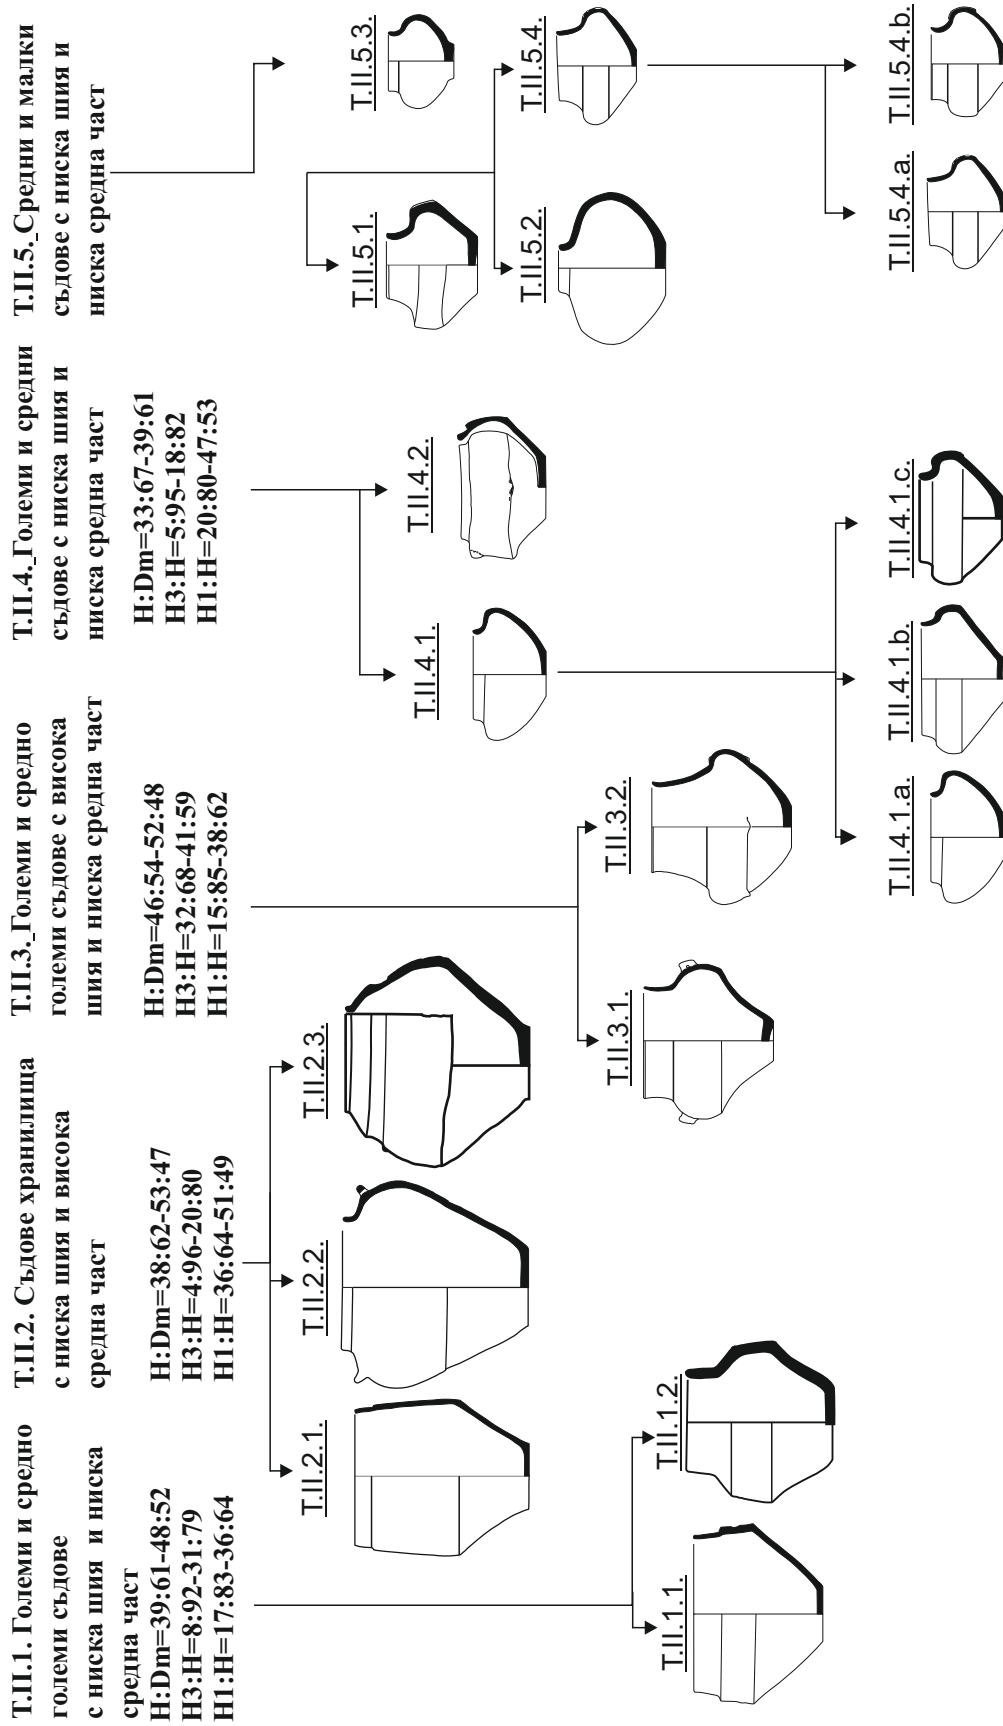 Т.II.1. Големи и средно
големи съдове
с ниска шия и ниска
средна част
H:Dm=39:61-48:52
H3:H=8:92-31:79
H1:H=17:83-36:64
T.II.1.1.
T.II.1.2.
Т.II.2. Съдове хранилища
с ниска шия и висока
средна част
H:Dm=38:62-53:47
H3:H=4:96-20:80
H1:H=36:64-51:49
T.II.2.1.
T.II.2.2.
T.II.2.3.
Т.II.3. Големи и средно
големи съдове с висока
шия и ниска средна част
H:Dm=46:54-52:48
H3:H=32:68-41:59
H1:H=15:85-38:62
T.II.3.1.
T.II.3.2.
Т.II.4. Големи и средни
съдове с ниска шия и
ниска средна част
H:Dm=33:67-39:61
H3:H=5:95-18:82
H1:H=20:80-47:53
T.II.4.1.
T.II.4.2.
T.II.4.1.a.
T.II.4.1.b.
T.II.4.1.c.
Т.II.5. Средни и малки
съдове с ниска шия и
ниска средна част
T.II.5.1.
T.II.5.3.
T.II.5.2.
T.II.5.4.
T.II.5.4.a.
T.II.5.4.b.